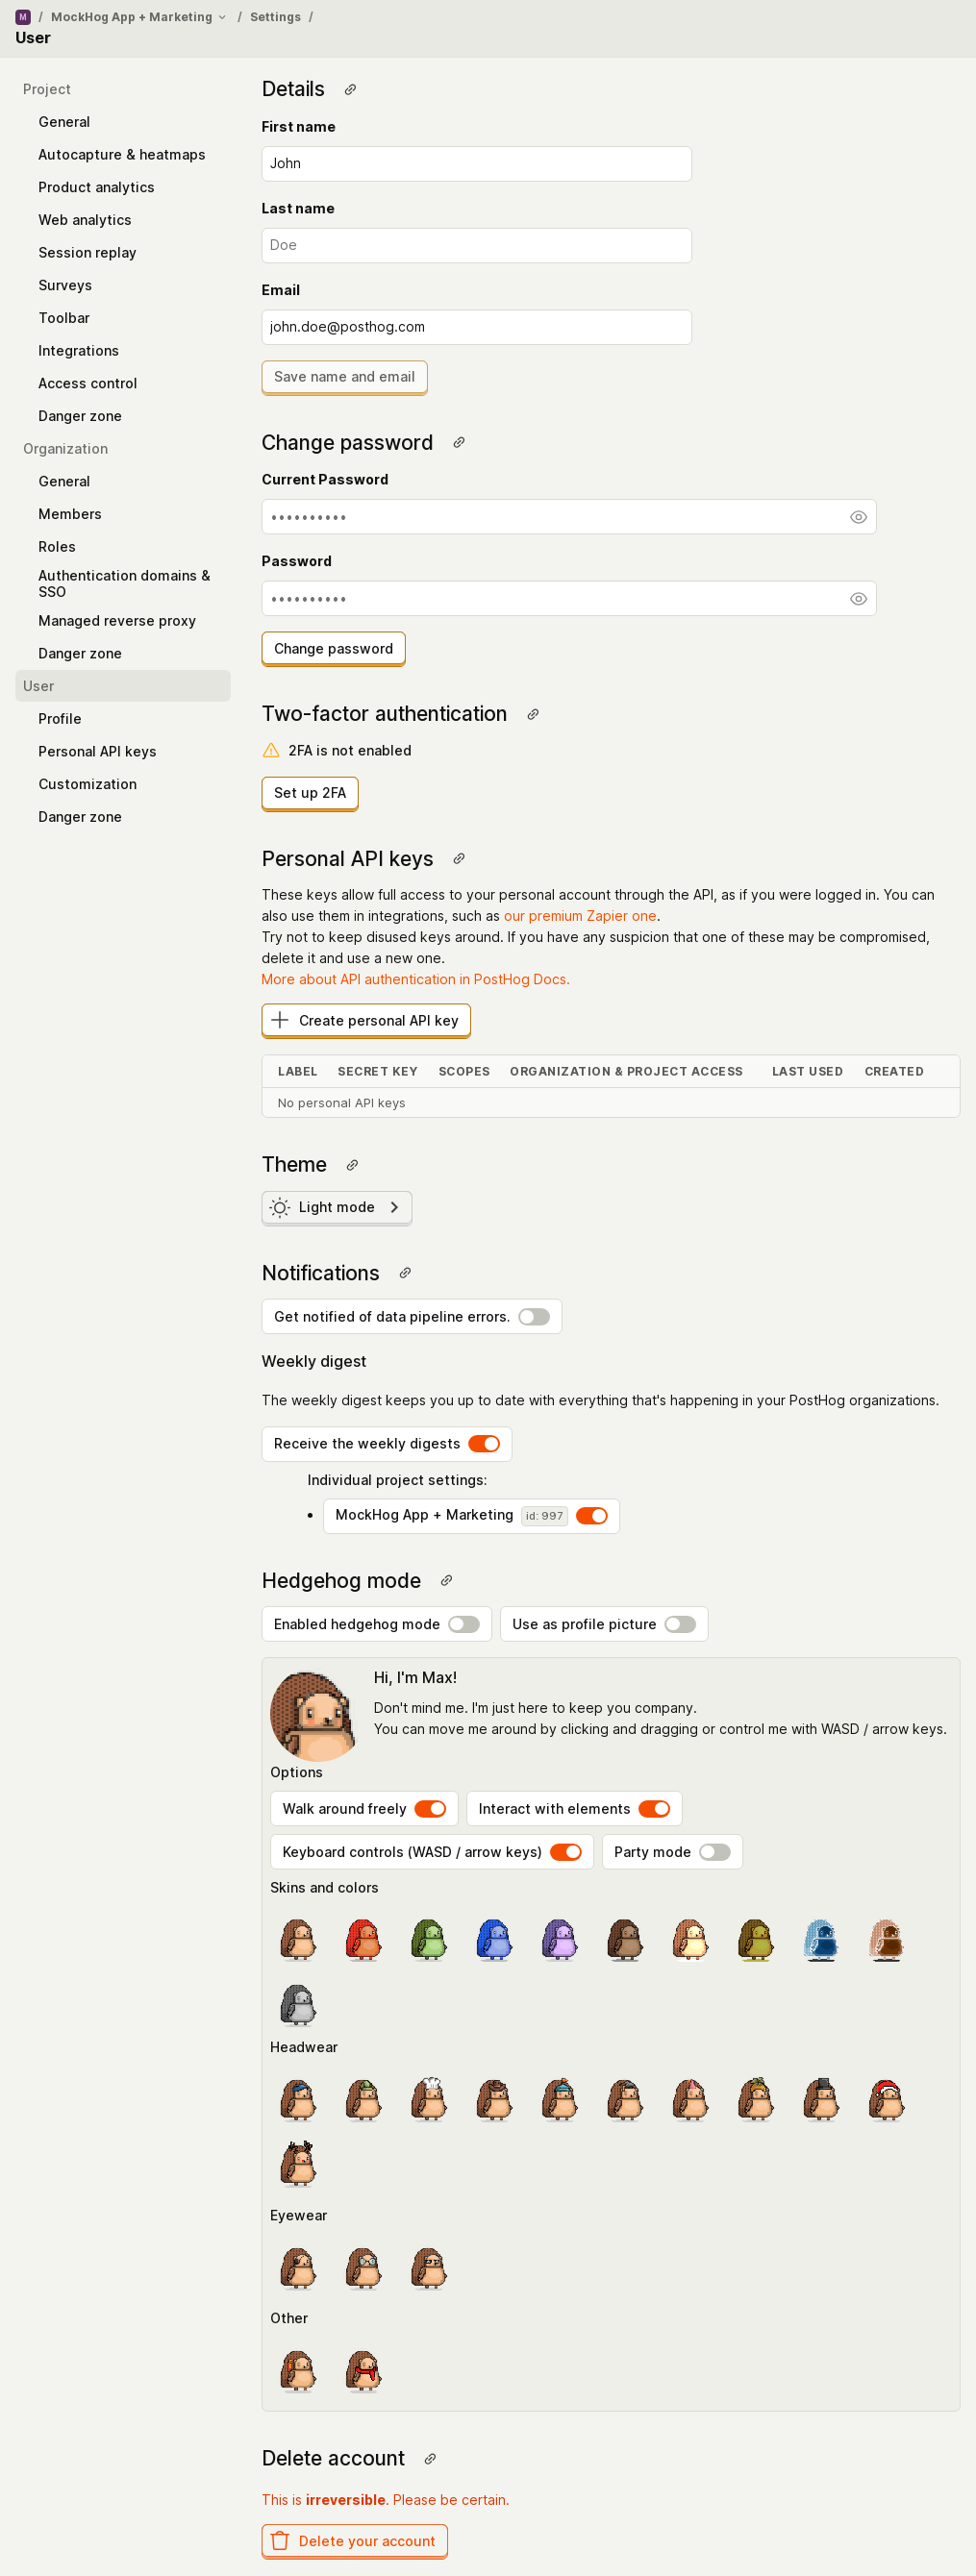 M / MockHog App + Marketing / Settings /
User
Project
General
Autocapture & heatmaps
Product analytics
Web analytics
Session replay
Surveys
Toolbar
Integrations
Access control
Danger zone
Organization
General
Members
Roles
Authentication domains &
SSO
Managed reverse proxy
Danger zone
User
Profile
Personal API keys
Customization
Danger zone
Details
First name
John
Last name
Doe
Email
john.doe@posthog.com
Save name and email
Change password
Current Password
••••••••••
Password
••••••••••
Change password
Two-factor authentication
2FA is not enabled
Set up 2FA
Personal API keys
These keys allow full access to your personal account through the API, as if you were logged in. You can
also use them in integrations, such as our premium Zapier one.
Try not to keep disused keys around. If you have any suspicion that one of these may be compromised,
delete it and use a new one.
More about API authentication in PostHog Docs.
Create personal API key
LABEL SECRET KEY SCOPES ORGANIZATION & PROJECT ACCESS LAST USED CREATED
No personal API keys
Theme
Light mode
Notifications
Get notified of data pipeline errors.
Weekly digest
The weekly digest keeps you up to date with everything that's happening in your PostHog organizations.
Receive the weekly digests
Individual project settings:
• MockHog App + Marketing id: 997
Hedgehog mode
Enabled hedgehog mode Use as profile picture
Hi, I'm Max!
Don't mind me. I'm just here to keep you company.
You can move me around by clicking and dragging or control me with WASD / arrow keys.
Options
Walk around freely Interact with elements
Keyboard controls (WASD / arrow keys) Party mode
Skins and colors
Headwear
Eyewear
Other
Delete account
This is irreversible. Please be certain.
Delete your account